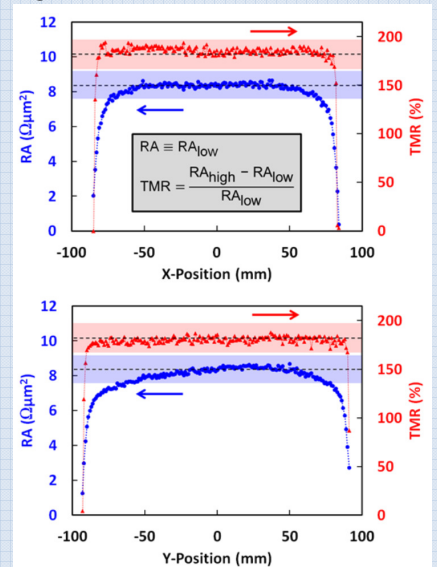 12
10
8
6
4
2
0
RA (Ωμm²)
200
150
100
50
0
TMR (%)
RA ≡ RAlow
TMR = RAhigh − RAlow
RAlow
-100 -50 0 50 100
X-Position (mm)
12
10
8
6
4
2
0
RA (Ωμm²)
200
150
100
50
0
TMR (%)
-100 -50 0 50 100
Y-Position (mm)